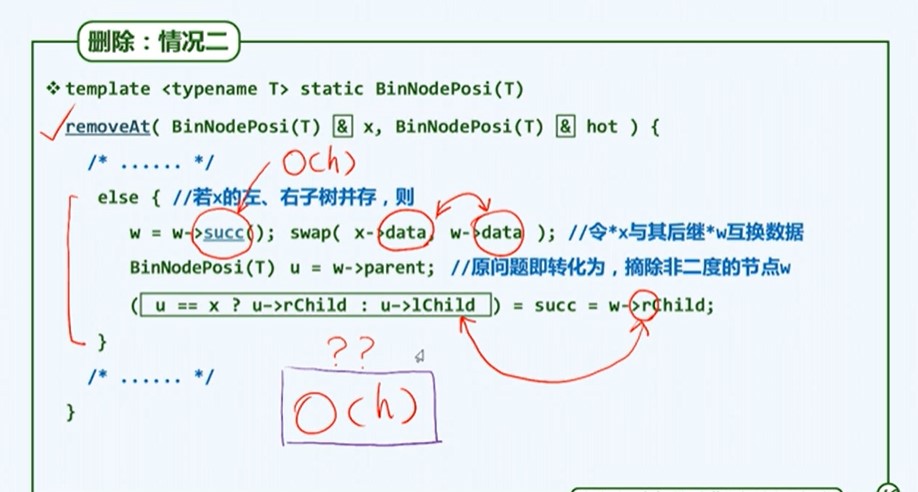 删除：情况二
❖ template <typename T> static BinNodePosi(T)
removeAt( BinNodePosi(T) & x, BinNodePosi(T) & hot ) {
/* ...... */ O(h)
else { //若x的左、右子树并存，则
w = w->succ(); swap( x->data, w->data ); //令*x与其后继*w互换数据
BinNodePosi(T) u = w->parent; //原问题即转化为，摘除非二度的节点w
( u == x ? u->rChild : u->lChild ) = succ = w->rChild;
}
??
/* ...... */
O(h)
}